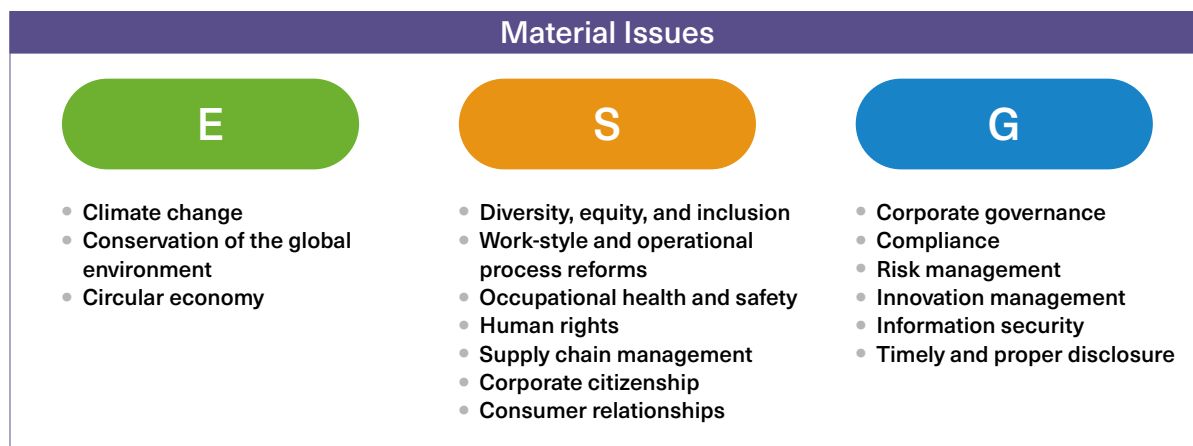 Material Issues
E
• Climate change
• Conservation of the global
environment
• Circular economy
S
• Diversity, equity, and inclusion
• Work-style and operational
process reforms
• Occupational health and safety
• Human rights
• Supply chain management
• Corporate citizenship
• Consumer relationships
G
• Corporate governance
• Compliance
• Risk management
• Innovation management
• Information security
• Timely and proper disclosure